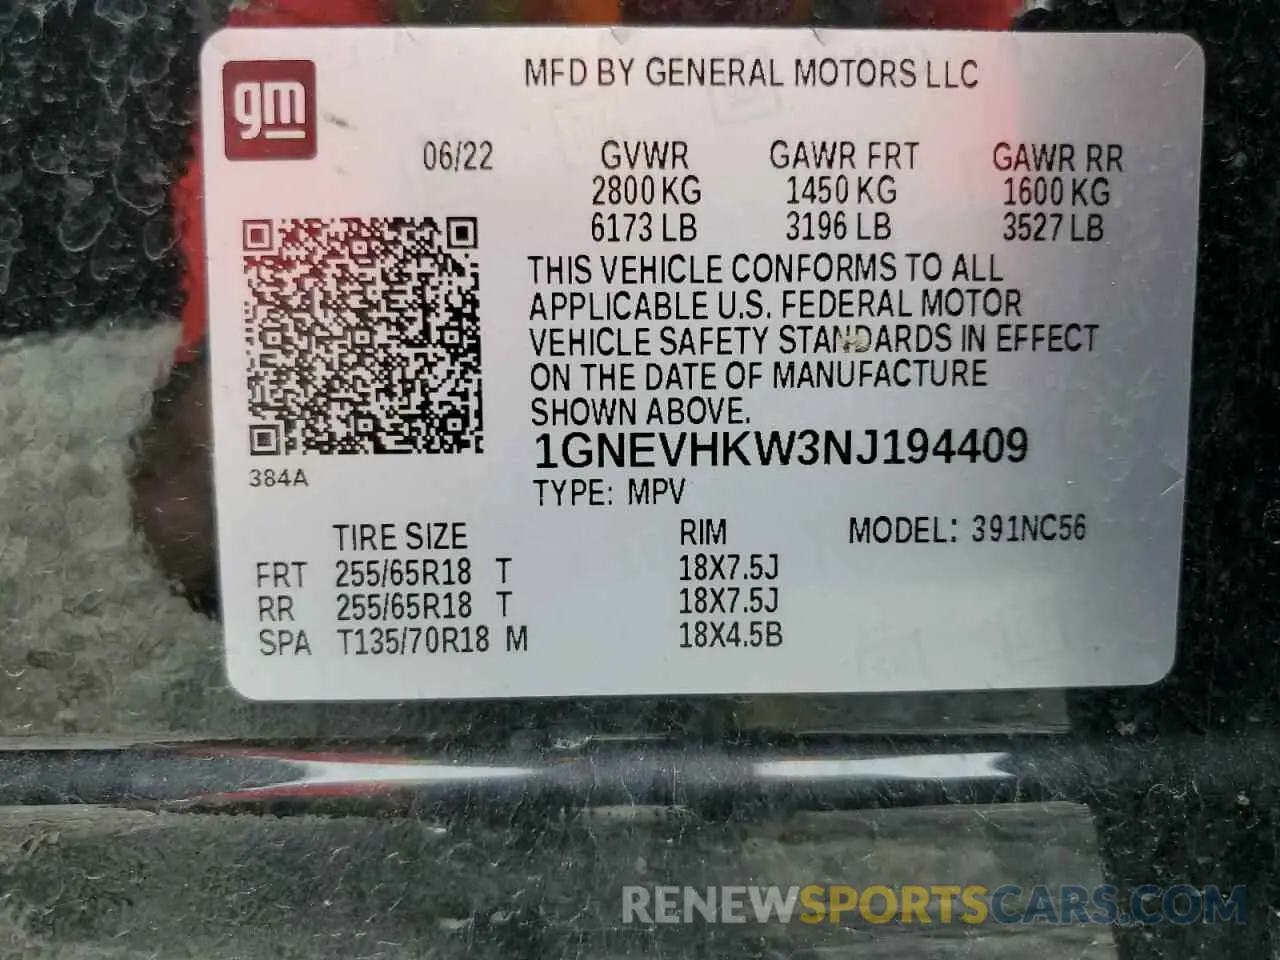 gm
MFD BY GENERAL MOTORS LLC
06/22 GVWR GAWR FRT GAWR RR
2800 KG 1450 KG 1600 KG
6173 LB 3196 LB 3527 LB
THIS VEHICLE CONFORMS TO ALL
APPLICABLE U.S. FEDERAL MOTOR
VEHICLE SAFETY STANDARDS IN EFFECT
ON THE DATE OF MANUFACTURE
SHOWN ABOVE.
1GNEVHKW3NJ194409
384A
TYPE: MPV
TIRE SIZE RIM MODEL: 391NC56
FRT 255/65R18 T 18X7.5J
RR 255/65R18 T 18X7.5J
SPA T135/70R18 M 18X4.5B
RENEWSPORTSCARS.COM